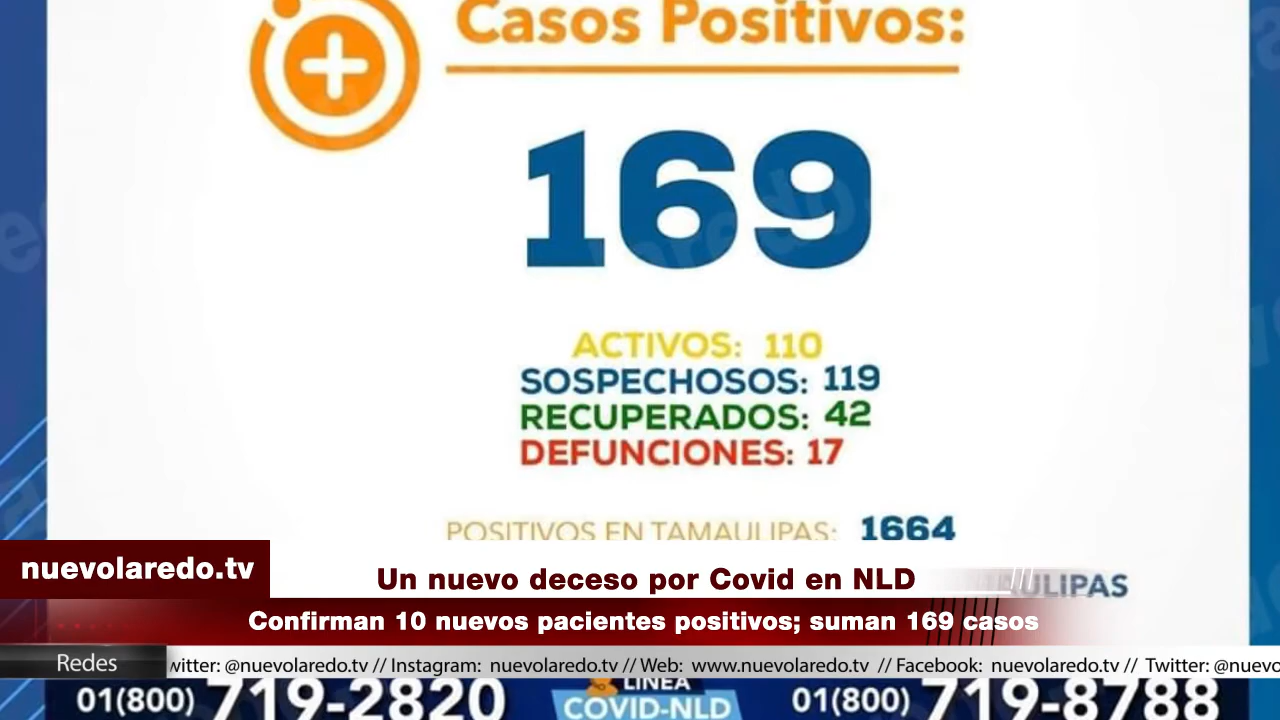 Casos Positivos:
169
ACTIVOS: 110
SOSPECHOSOS: 119
RECUPERADOS: 42
DEFUNCIONES: 17
POSITIVOS EN TAMAULIPAS: 1664
nuevolaredo.tv
Un nuevo deceso por Covid en NLD
Confirman 10 nuevos pacientes positivos; suman 169 casos
Redes
witter: @nuevolaredo.tv // Instagram: nuevolaredo.tv // Web: www.nuevolaredo.tv // Facebook: nuevolaredo.tv // Twitter: @nuevo
01(800) 719-2820
LINEA
COVID-NLD
01(800) 719-8788